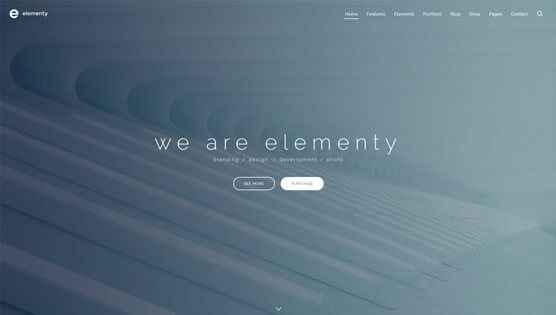 elementy
Home Features Elements Portfolio Blog Shop Pages Contact
we are elementy
branding / design / development / photo
SEE MORE PURCHASE